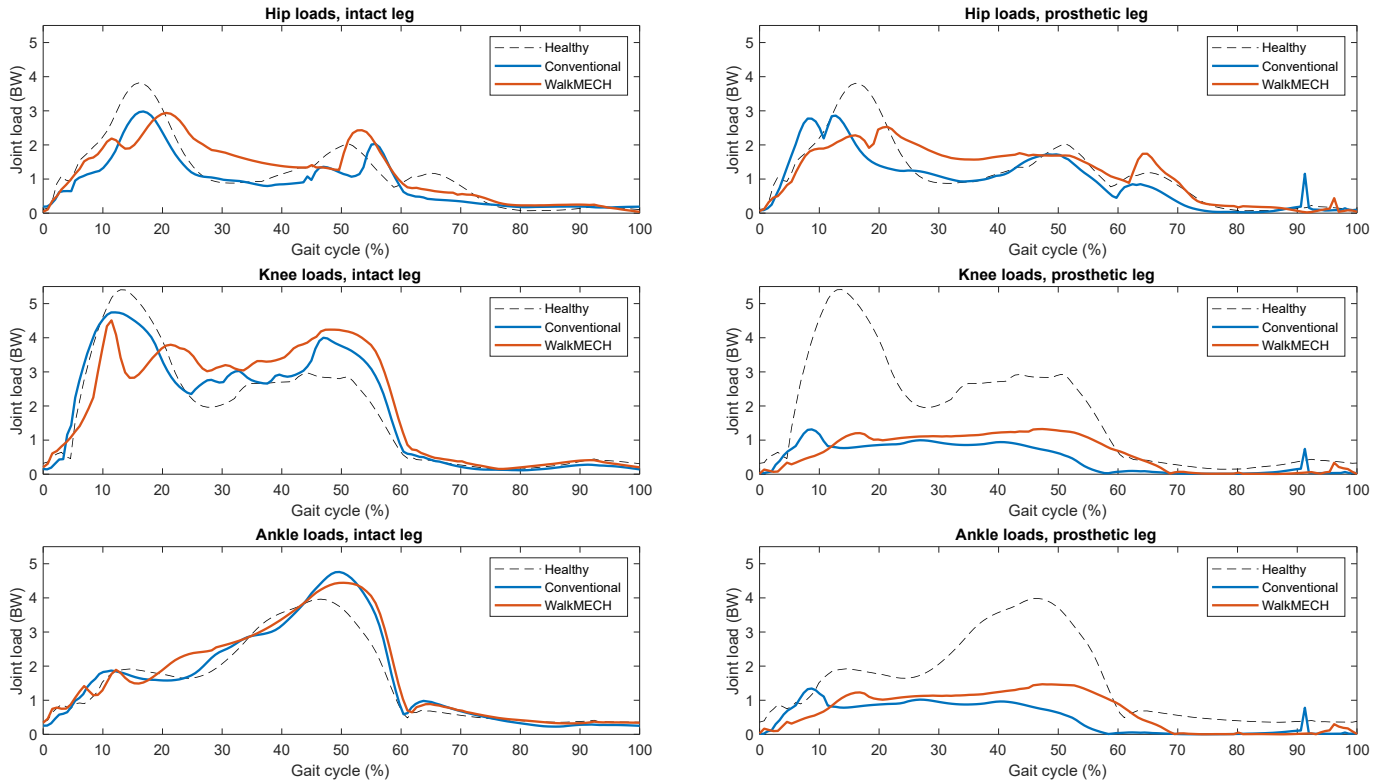 Hip loads, intact leg
Joint load (BW)
5
4
3
2
1
0
Healthy
Conventional
WalkMECH
0 10 20 30 40 50 60 70 80 90 100
Gait cycle (%)
Hip loads, prosthetic leg
Joint load (BW)
5
4
3
2
1
0
Healthy
Conventional
WalkMECH
0 10 20 30 40 50 60 70 80 90 100
Gait cycle (%)
Knee loads, intact leg
Joint load (BW)
5
4
3
2
1
0
Healthy
Conventional
WalkMECH
0 10 20 30 40 50 60 70 80 90 100
Gait cycle (%)
Knee loads, prosthetic leg
Joint load (BW)
5
4
3
2
1
0
Healthy
Conventional
WalkMECH
0 10 20 30 40 50 60 70 80 90 100
Gait cycle (%)
Ankle loads, intact leg
Joint load (BW)
5
4
3
2
1
0
Healthy
Conventional
WalkMECH
0 10 20 30 40 50 60 70 80 90 100
Gait cycle (%)
Ankle loads, prosthetic leg
Joint load (BW)
5
4
3
2
1
0
Healthy
Conventional
WalkMECH
0 10 20 30 40 50 60 70 80 90 100
Gait cycle (%)